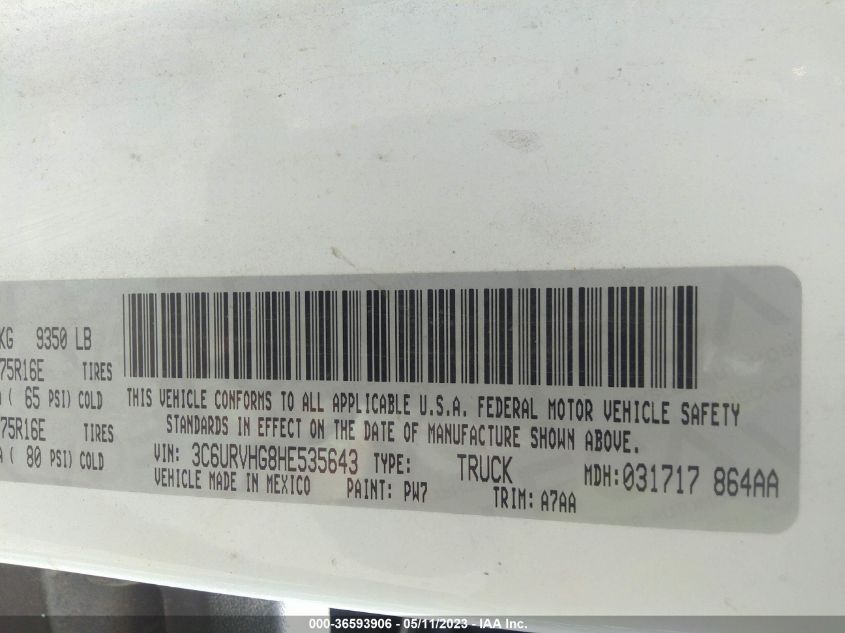 KG 9350 LB
75R16E TIRES
( 65 PSI) COLD
75R16E TIRES
( 80 PSI) COLD
THIS VEHICLE CONFORMS TO ALL APPLICABLE U.S.A. FEDERAL MOTOR VEHICLE SAFETY
STANDARDS IN EFFECT ON THE DATE OF MANUFACTURE SHOWN ABOVE.
VIN: 3C6URVHG8HE535643 TYPE: TRUCK MDH:031717 864AA
VEHICLE MADE IN MEXICO PAINT: PW7 TRIM: A7AA
000-36593906 - 05/11/2023 - IAA Inc.